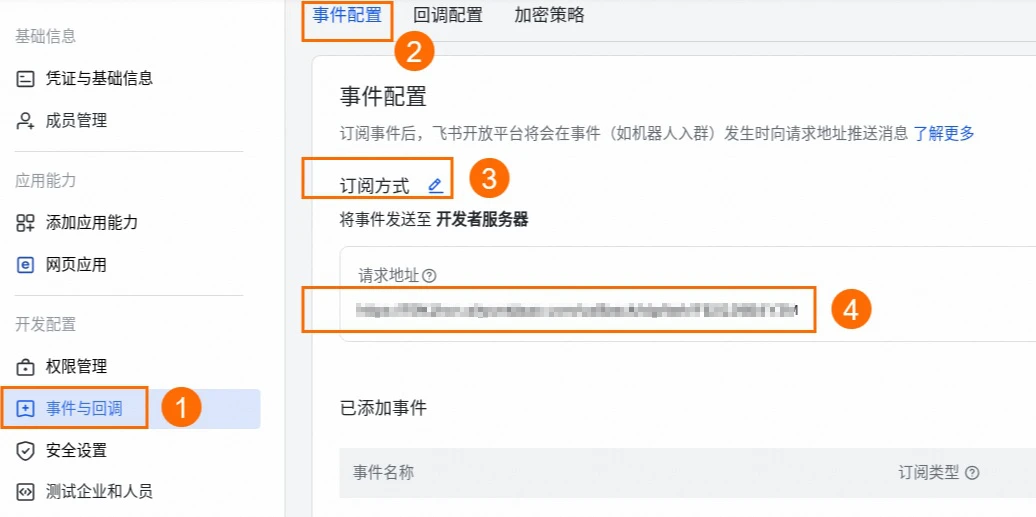 基础信息
凭证与基础信息
成员管理
应用能力
添加应用能力
网页应用
开发配置
权限管理
事件与回调
1
安全设置
测试企业和人员
事件配置 回调配置 加密策略
2
事件配置
订阅事件后，飞书开放平台将会在事件（如机器人入群）发生时向请求地址推送消息 了解更多
订阅方式
3
将事件发送至 开发者服务器
请求地址
4
已添加事件
事件名称 订阅类型